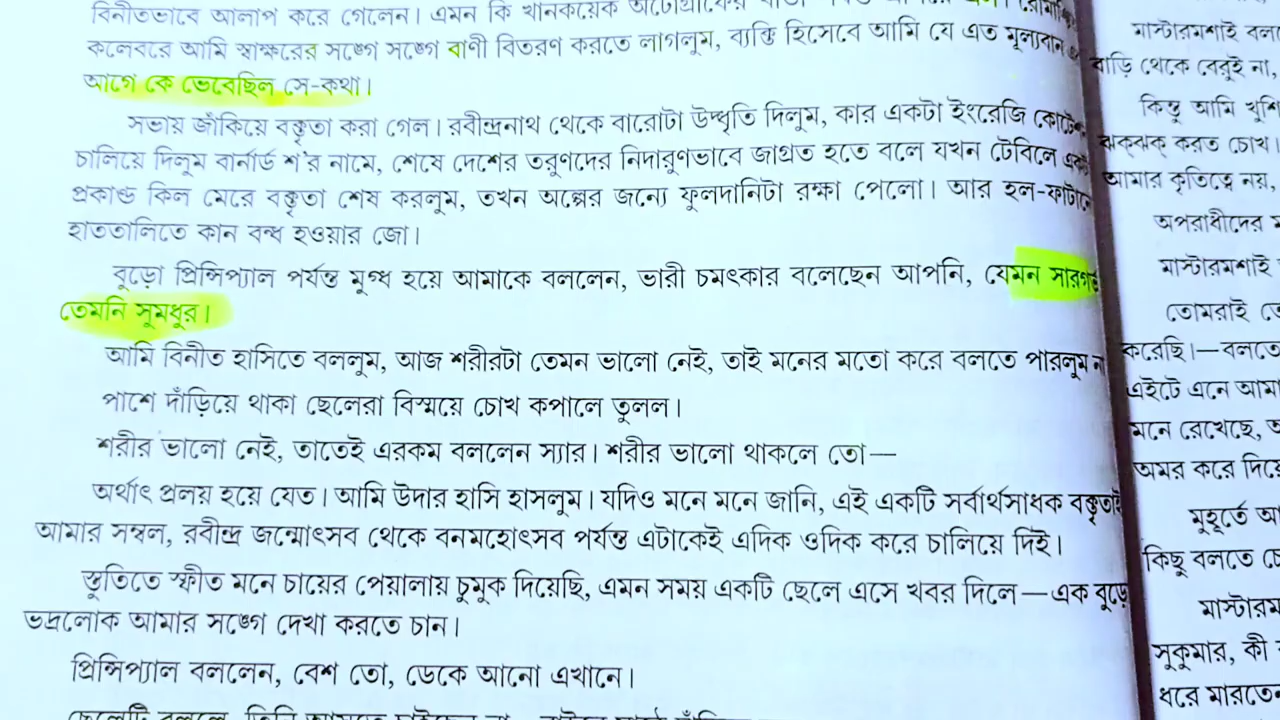 বিনীতভাবে আলাপ করে গেলেন। এমন কি খানকয়েক
কলেবরে আমি স্বাক্ষরের সঙ্গে সঙ্গে বাণী বিতরণ করতে লাগলুম, ব্যক্তি হিসেবে আমি যে এত মূল্যবান
আগে কে ভেবেছিল সে-কথা।
সভায় জাঁকিয়ে বক্তৃতা করা গেল। রবীন্দ্রনাথ থেকে বারোটা উদ্ধৃতি দিলুম, কার একটা ইংরেজি
চালিয়ে দিলুম বার্নার্ড শ'র নামে, শেষে দেশের তরুণদের নিদারুণভাবে জাগ্রত হতে বলে যখন টেবিলে একটা
প্রকাণ্ড কিল মেরে বক্তৃতা শেষ করলুম, তখন অল্পের জন্যে ফুলদানিটা রক্ষা পেলো। আর হল-ফাটানো
হাততালিতে কান বন্ধ হওয়ার জো।
বুড়ো প্রিন্সিপ্যাল পর্যন্ত মুগ্ধ হয়ে আমাকে বললেন, ভারী চমৎকার বলেছেন আপনি, যেমন সারগর্ভ
তেমনি সুমধুর।
আমি বিনীত হাসিতে বললুম, আজ শরীরটা তেমন ভালো নেই, তাই মনের মতো করে বলতে পারলুম না
পাশে দাঁড়িয়ে থাকা ছেলেরা বিস্ময়ে চোখ কপালে তুলল।
শরীর ভালো নেই, তাতেই এরকম বললেন স্যার। শরীর ভালো থাকলে তো—
অর্থাৎ প্রলয় হয়ে যেত। আমি উদার হাসি হাসলুম। যদিও মনে মনে জানি, এই একটি সর্বার্থসাধক বক্তৃতাই
আমার সম্বল, রবীন্দ্র জন্মোৎসব থেকে বনমহোৎসব পর্যন্ত এটাকেই এদিক ওদিক করে চালিয়ে দিই।
স্তুতিতে স্ফীত মনে চায়ের পেয়ালায় চুমুক দিয়েছি, এমন সময় একটি ছেলে এসে খবর দিলে—এক বুড়ো
ভদ্রলোক আমার সঙ্গে দেখা করতে চান।
প্রিন্সিপ্যাল বললেন, বেশ তো, ডেকে আনো এখানে।
ছেলেটি বললে, তিনি
মাস্টারমশাই
বাড়ি থেকে বেরুই না,
কিন্তু আমি খুশি
ঝক্‌ঝক্ করত চোখ।
আমার কৃতিত্বে নয়,
অপরাধীদের
মাস্টারমশাই
তোমরাই
করেছি।—বলতে
এইটে এনে
মনে রেখেছে,
অমর করে
মুহূর্তে
কিছু বলতে
সুকুমার, কী
ধরে মারতেন